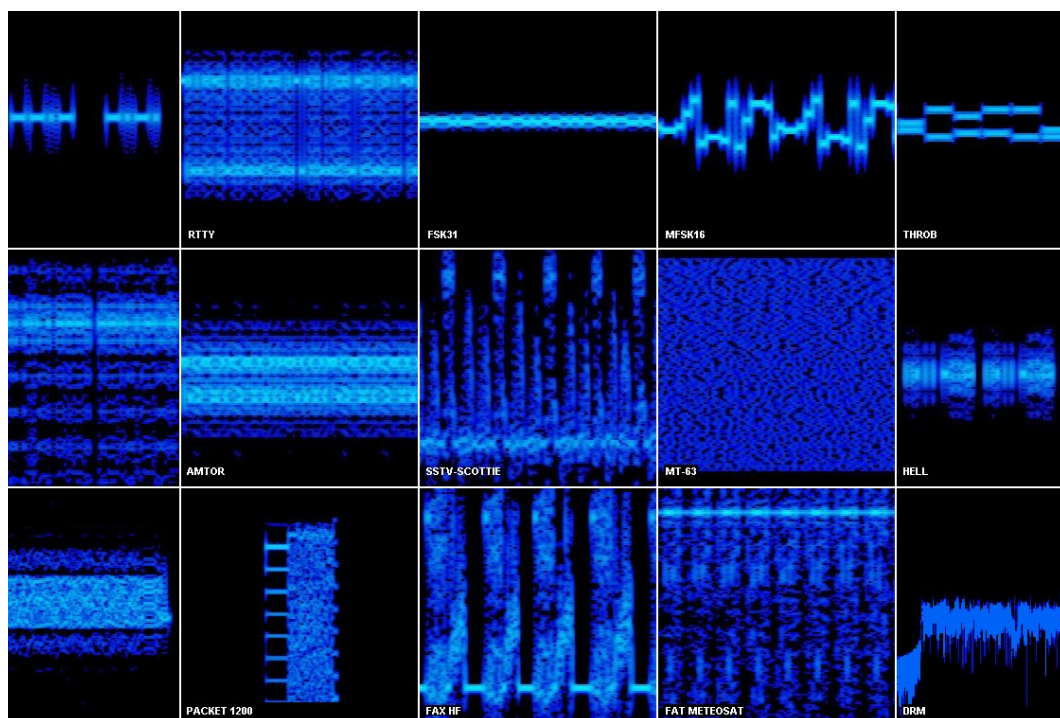 RTTY
FSK31
MFSK16
THROB
AMTOR
SSTV-SCOTTIE
MT-63
HELL
PACKET 1200
FAX HF
FAT METEOSAT
DRM